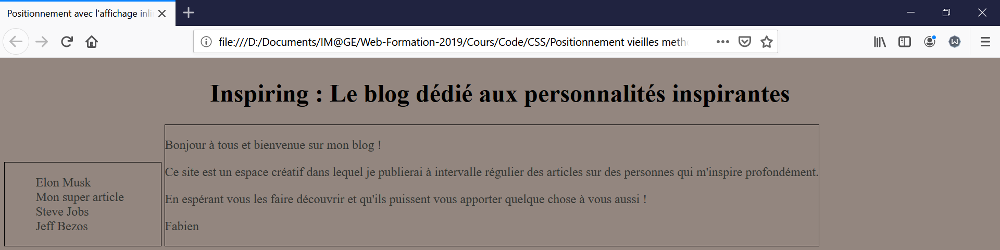 Positionnement avec l'affichage inli
file:///D:/Documents/IM@GE/Web-Formation-2019/Cours/Code/CSS/Positionnement vieilles meth
Inspiring : Le blog dédié aux personnalités inspirantes
Elon Musk
Mon super article
Steve Jobs
Jeff Bezos
Bonjour à tous et bienvenue sur mon blog !
Ce site est un espace créatif dans lequel je publierai à intervalle régulier des articles sur des personnes qui m'inspire profondément.
En espérant vous les faire découvrir et qu'ils puissent vous apporter quelque chose à vous aussi !
Fabien